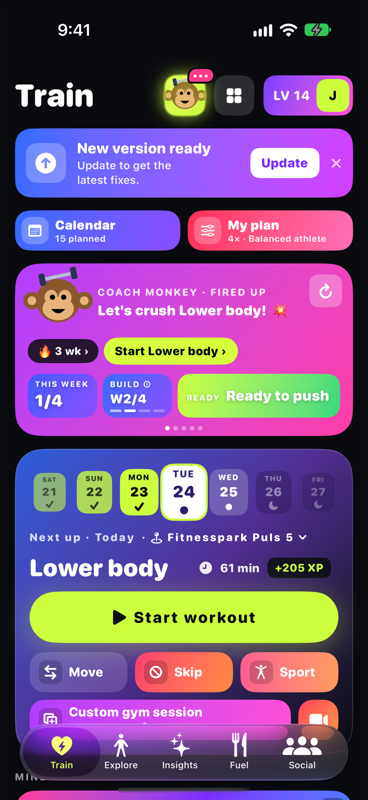 9:41
Train
LV 14
J
New version ready
Update to get the
latest fixes.
Update
Calendar
15 planned
My plan
4x · Balanced athlete
COACH MONKEY · FIRED UP
Let's crush Lower body! 💥
🔥 3 wk ›
Start Lower body ›
THIS WEEK
1/4
BUILD
W2/4
READY Ready to push
SAT
21
SUN
22
MON
23
TUE
24
WED
25
THU
26
FRI
27
Next up · Today · Fitnesspark Puls 5
Lower body
61 min
+205 XP
Start workout
Move
Skip
Sport
Custom gym session
Train
Explore
Insights
Fuel
Social